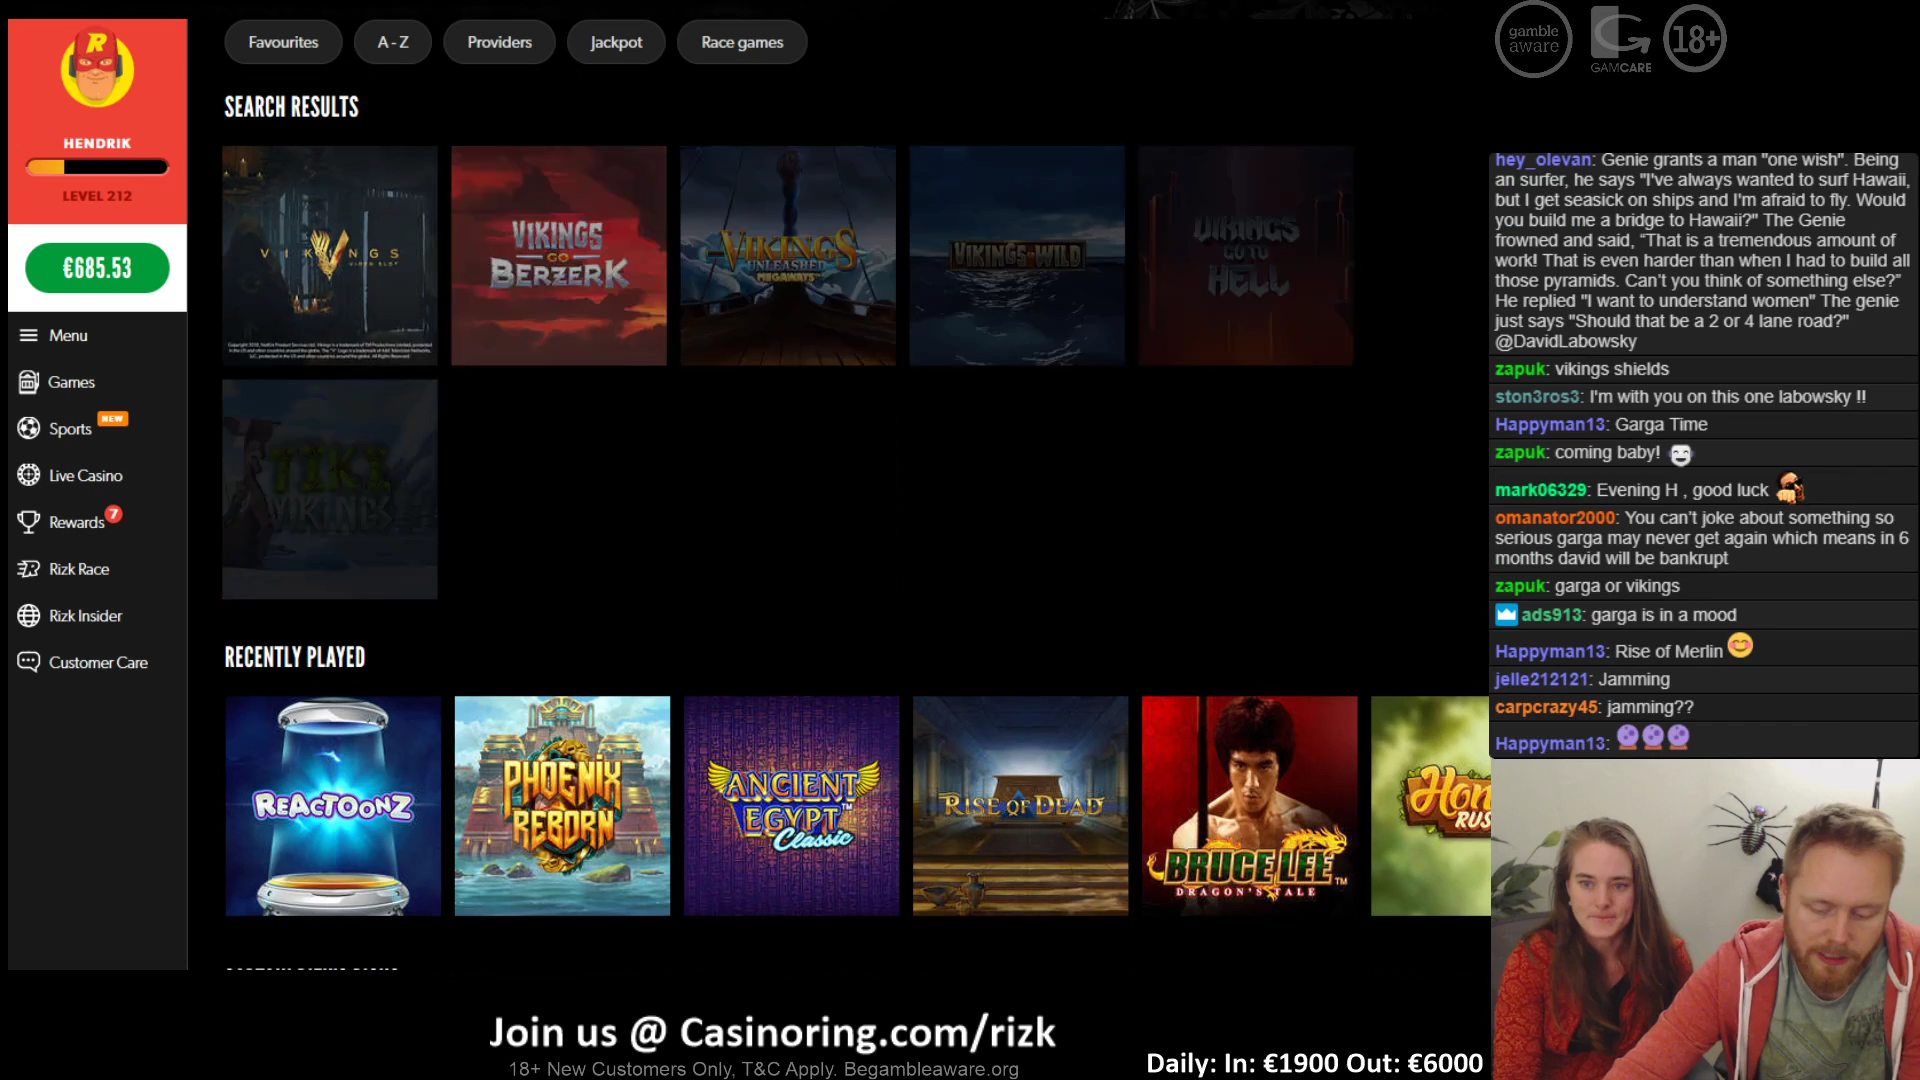 Favourites
A - Z
Providers
Jackpot
Race games
gamble
aware
GAMCARE
18+
R
HENDRIK
LEVEL 212
€685.53
Menu
Games
Sports
NEW
Live Casino
Rewards
7
Rizk Race
Rizk Insider
Customer Care
SEARCH RESULTS
VIKINGS
VIDEO SLOT
VIKINGS
GO
BERZERK
VIKINGS
UNLEASHED
MEGAWAYS
VIKINGS GO WILD
VIKINGS
GO TO
HELL
TIKI
VIKINGS
RECENTLY PLAYED
REACTOONZ
PHOENIX
REBORN
ANCIENT
EGYPT™
Classic
RISE OF DEAD
BRUCE LEE™
DRAGON'S TALE
Hon
RUS
hey_olevan: Genie grants a man "one wish". Being
an surfer, he says "I've always wanted to surf Hawaii,
but I get seasick on ships and I'm afraid to fly. Would
you build me a bridge to Hawaii?" The Genie
frowned and said, “That is a tremendous amount of
work! That is even harder than when I had to build all
those pyramids. Can’t you think of something else?”
He replied "I want to understand women" The genie
just says "Should that be a 2 or 4 lane road?"
@DavidLabowsky
zapuk: vikings shields
ston3ros3: I'm with you on this one labowsky !!
Happyman13: Garga Time
zapuk: coming baby!
mark06329: Evening H , good luck
omanator2000: You can’t joke about something so
serious garga may never get again which means in 6
months david will be bankrupt
zapuk: garga or vikings
ads913: garga is in a mood
Happyman13: Rise of Merlin 😊
jelle212121: Jamming
carpcrazy45: jamming??
Happyman13: 🔮🔮🔮
Join us @ Casinoring.com/rizk
18+ New Customers Only, T&C Apply. Begambleaware.org
Daily: In: €1900 Out: €6000